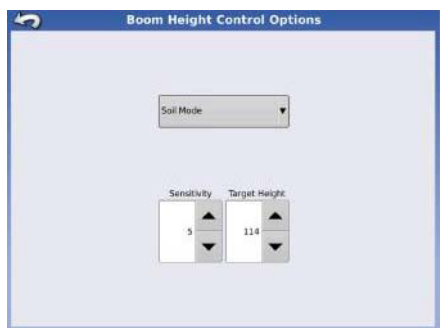 Boom Height Control Options
Soil Mode
Sensitivity Target Height
5 114